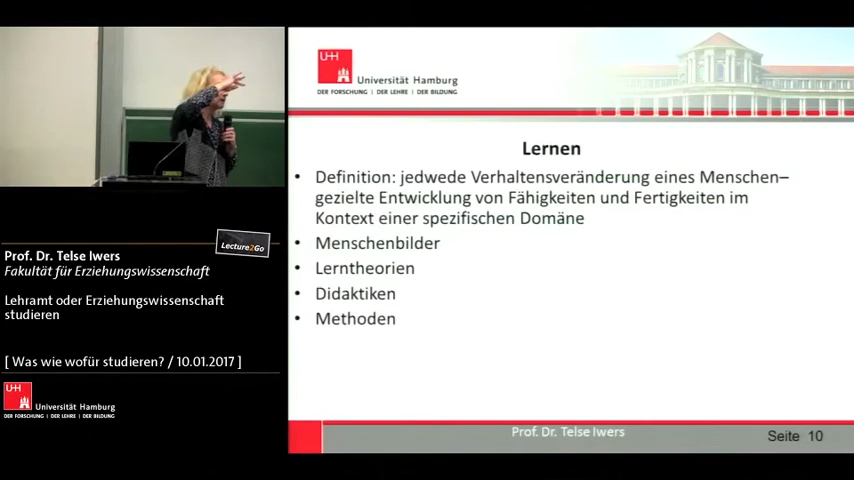 UH
Universität Hamburg
DER FORSCHUNG | DER LEHRE | DER BILDUNG
Lernen
• Definition: jedwede Verhaltensveränderung eines Menschen–
gezielte Entwicklung von Fähigkeiten und Fertigkeiten im
Kontext einer spezifischen Domäne
• Menschenbilder
• Lerntheorien
• Didaktiken
• Methoden
Prof. Dr. Telse Iwers
Seite 10
Lecture2Go
Prof. Dr. Telse Iwers
Fakultät für Erziehungswissenschaft
Lehramt oder Erziehungswissenschaft
studieren
[ Was wie wofür studieren? / 10.01.2017 ]
UH
Universität Hamburg
DER FORSCHUNG | DER LEHRE | DER BILDUNG